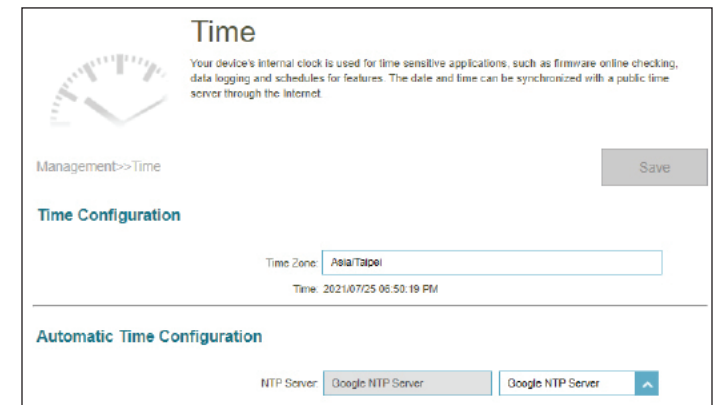 Time
Your device's internal clock is used for time sensitive applications, such as firmware online checking,
data logging and schedules for features. The date and time can be synchronized with a public time
server through the Internet.
Management>>Time
Save
Time Configuration
Time Zone: Asia/Taipei
Time: 2021/07/25 06:50:19 PM
Automatic Time Configuration
NTP Server: Google NTP Server Google NTP Server